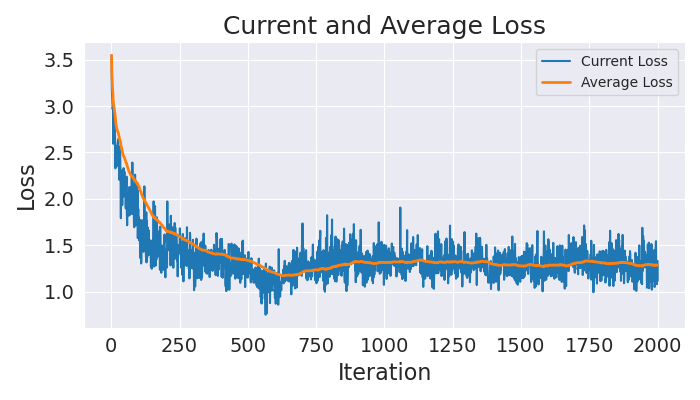 Current and Average Loss
Current Loss
Average Loss
Loss
3.5
3.0
2.5
2.0
1.5
1.0
0 250 500 750 1000 1250 1500 1750 2000
Iteration